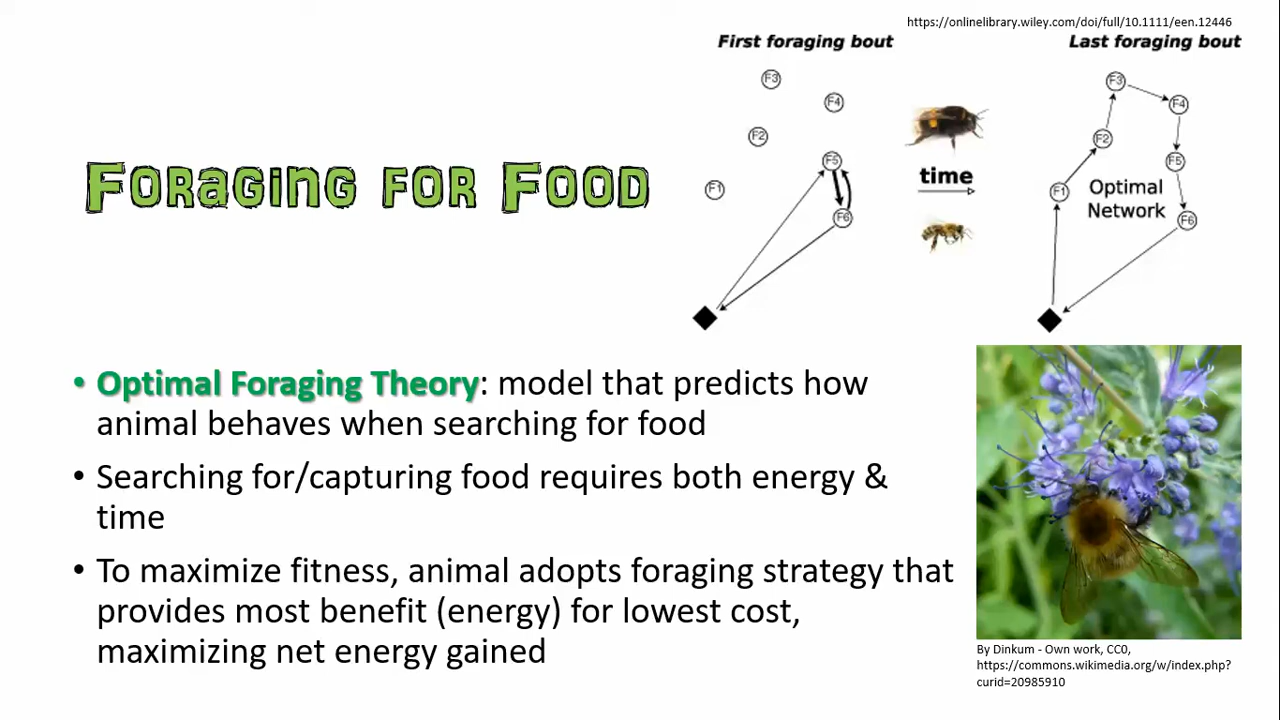 https://onlinelibrary.wiley.com/doi/full/10.1111/een.12446
First foraging bout
Last foraging bout
F3
F4
F2
F5
F1
F6
time
F3
F4
F2
F5
F1
Optimal
Network
F6
Foraging for Food
• Optimal Foraging Theory: model that predicts how
animal behaves when searching for food
• Searching for/capturing food requires both energy &
time
• To maximize fitness, animal adopts foraging strategy that
provides most benefit (energy) for lowest cost,
maximizing net energy gained
By Dinkum - Own work, CC0,
https://commons.wikimedia.org/w/index.php?
curid=20985910